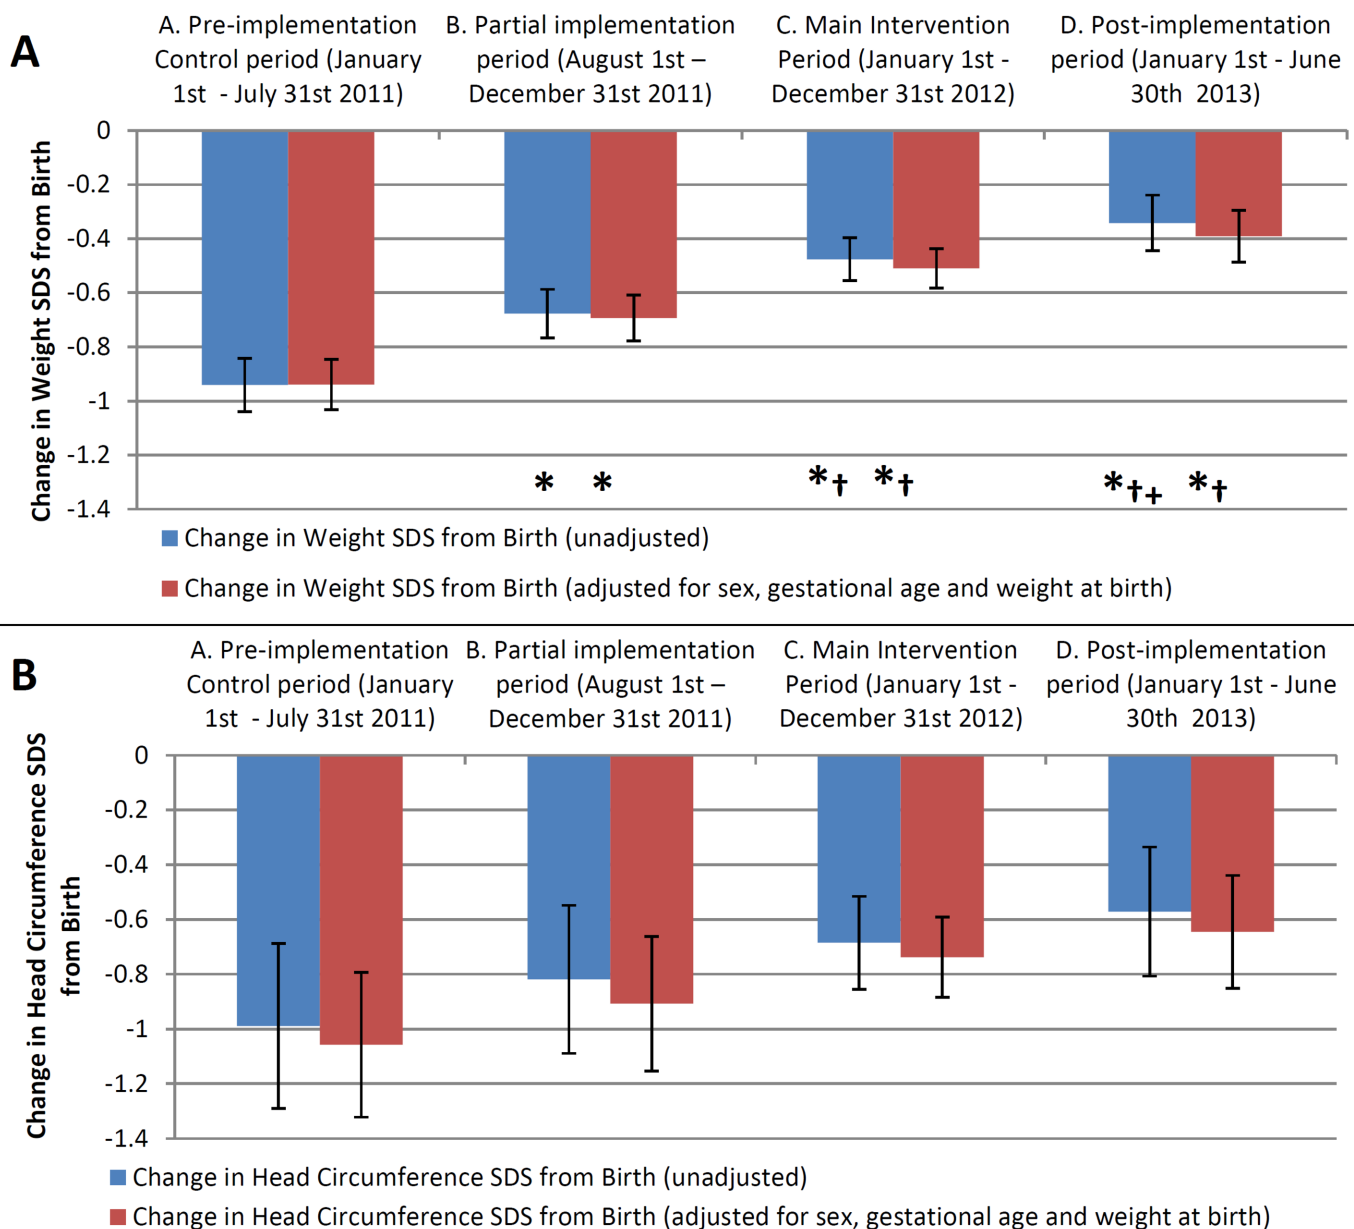 A
A. Pre-implementation
Control period (January
1st - July 31st 2011)
B. Partial implementation
period (August 1st –
December 31st 2011)
C. Main Intervention
Period (January 1st -
December 31st 2012)
D. Post-implementation
period (January 1st - June
30th 2013)
Change in Weight SDS from Birth
0
-0.2
-0.4
-0.6
-0.8
-1
-1.2
-1.4
* *
*† *†
*†+ *†
Change in Weight SDS from Birth (unadjusted)
Change in Weight SDS from Birth (adjusted for sex, gestational age and weight at birth)
B
A. Pre-implementation
Control period (January
1st - July 31st 2011)
B. Partial implementation
period (August 1st –
December 31st 2011)
C. Main Intervention
Period (January 1st -
December 31st 2012)
D. Post-implementation
period (January 1st - June
30th 2013)
Change in Head Circumference SDS
from Birth
0
-0.2
-0.4
-0.6
-0.8
-1
-1.2
-1.4
Change in Head Circumference SDS from Birth (unadjusted)
Change in Head Circumference SDS from Birth (adjusted for sex, gestational age and weight at birth)